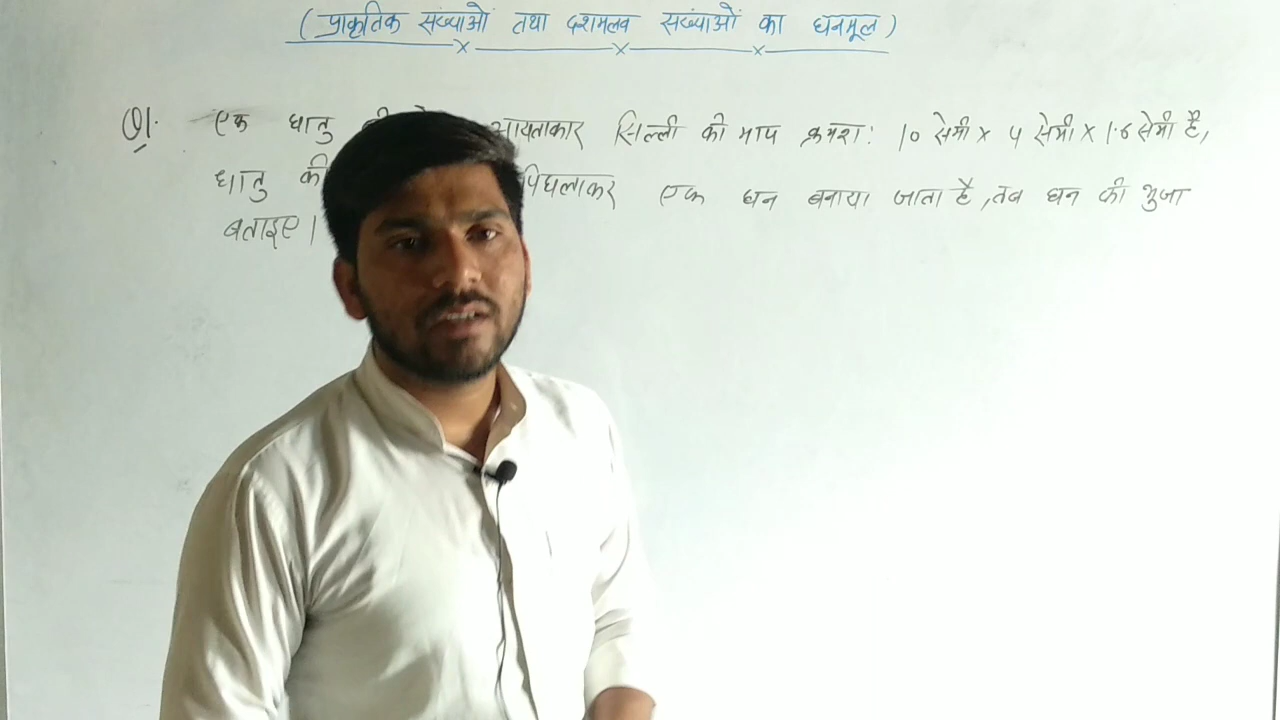 ( प्राकृतिक संख्याओं तथा दशमलव संख्याओं का घनमूल )
Q1. एक धातु आयताकार सिल्ली की माप क्रमशः 10 सेमी × 4 सेमी × 1.6 सेमी है,
धातु की पिघलाकर एक घन बनाया जाता है, तब घन की भुजा
बताइए।